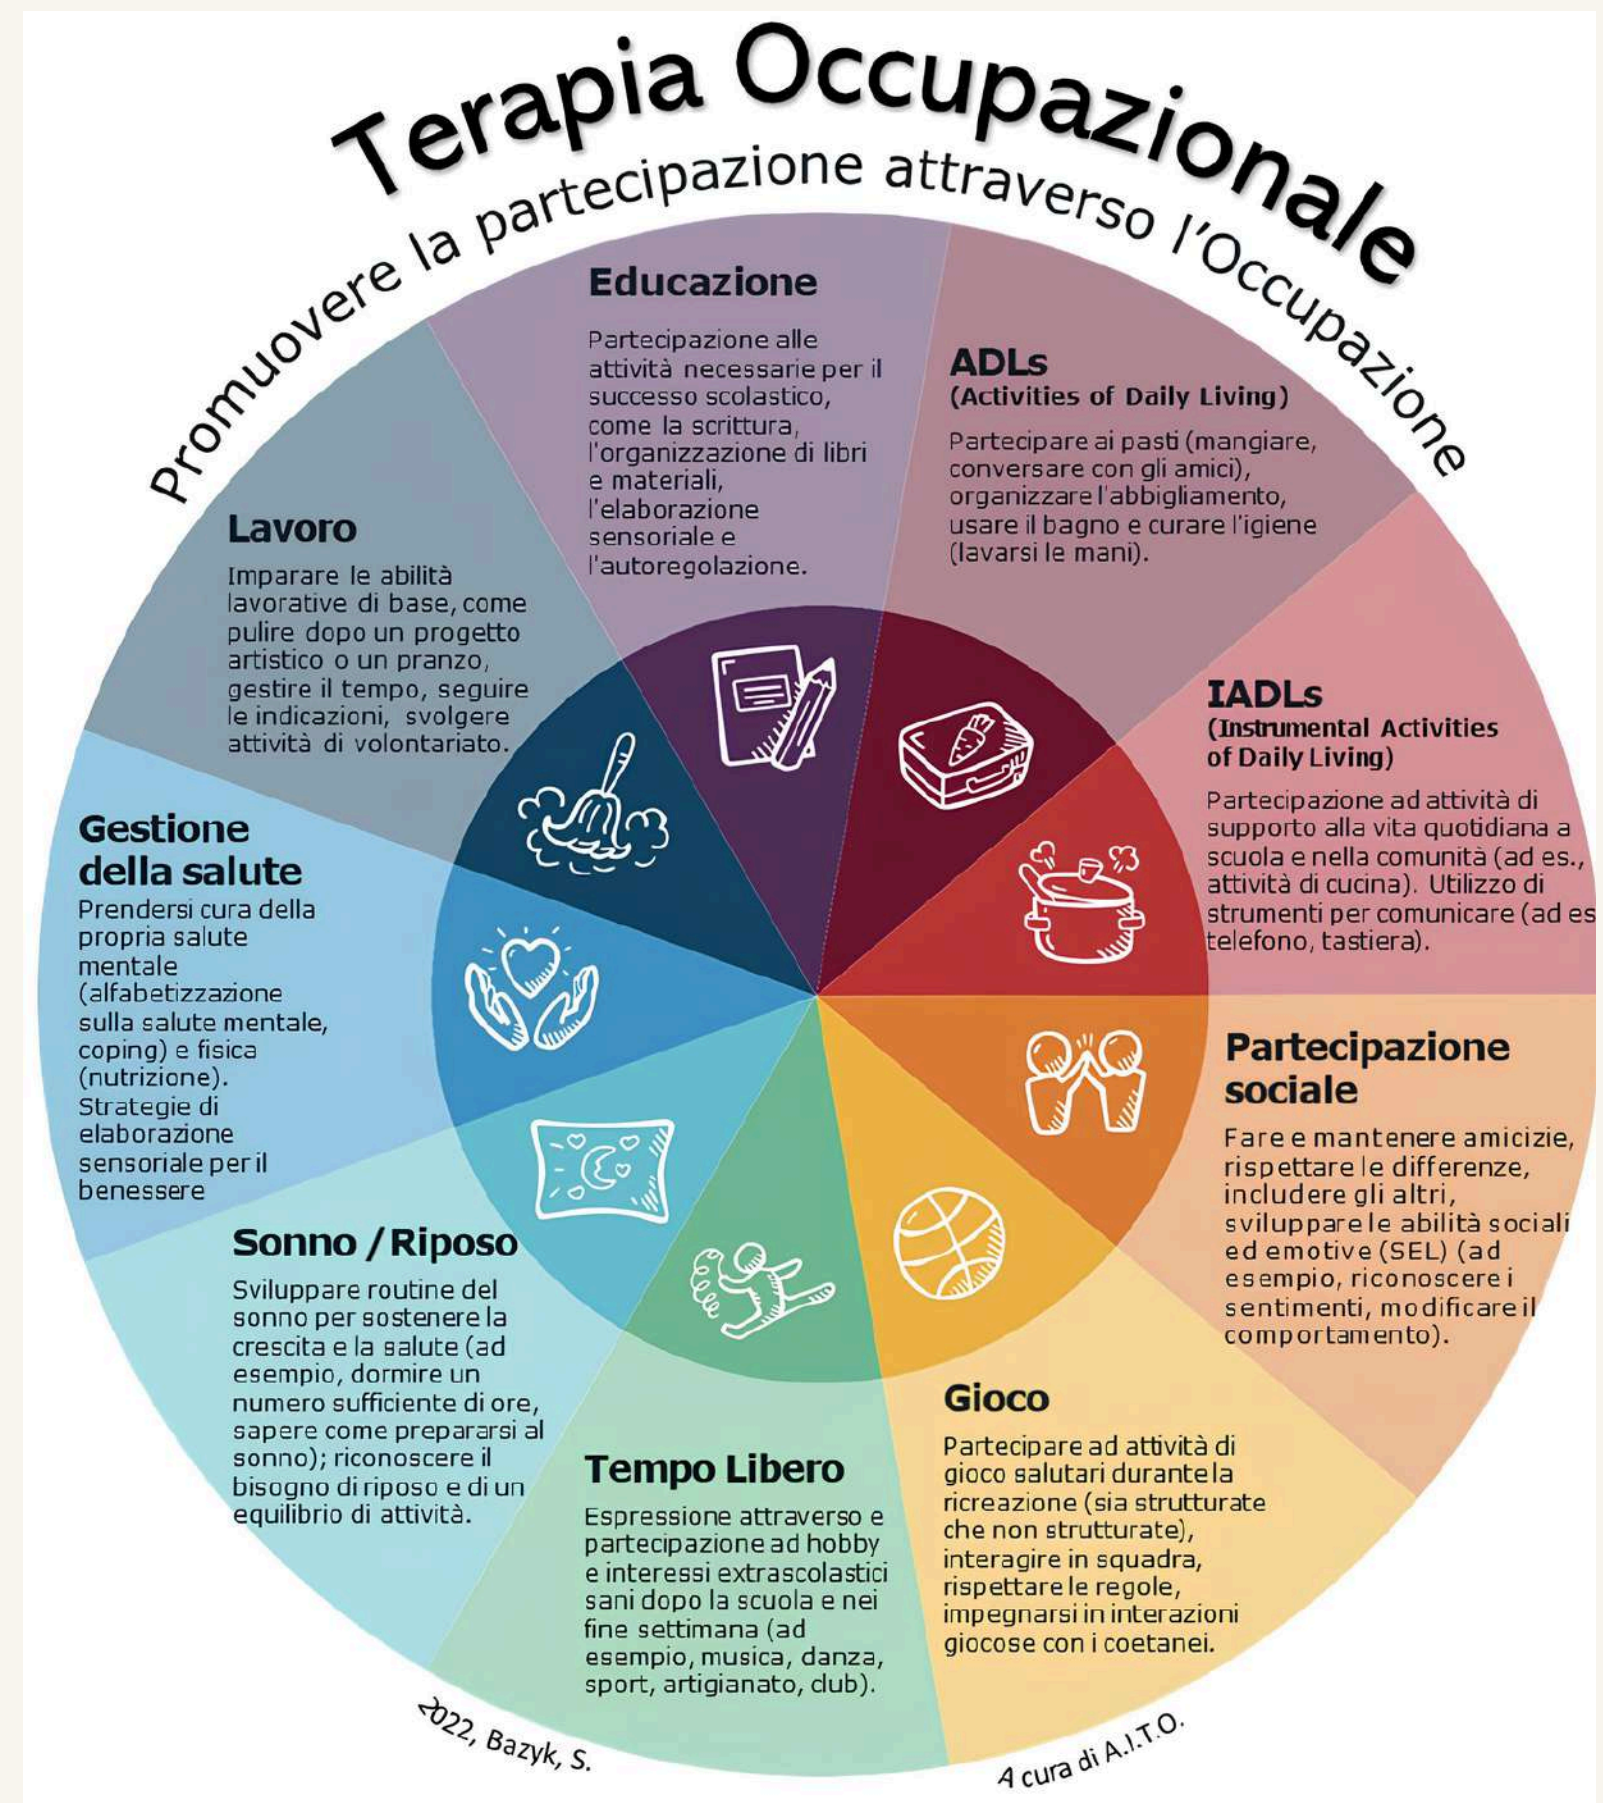 Terapia Occupazionale
Promuovere la partecipazione attraverso l'Occupazione
Educazione
Partecipazione alle
attività necessarie per il
successo scolastico,
come la scrittura,
l'organizzazione di libri
e materiali,
l'elaborazione
sensoriale e
l'autoregolazione.
ADLs
(Activities of Daily Living)
Partecipare ai pasti (mangiare,
conversare con gli amici),
organizzare l'abbigliamento,
usare il bagno e curare l'igiene
(lavarsi le mani).
IADLs
(Instrumental Activities
of Daily Living)
Partecipazione ad attività di
supporto alla vita quotidiana a
scuola e nella comunità (ad es.,
attività di cucina). Utilizzo di
strumenti per comunicare (ad es
telefono, tastiera).
Partecipazione
sociale
Fare e mantenere amicizie,
rispettare le differenze,
includere gli altri,
sviluppare le abilità sociali
ed emotive (SEL) (ad
esempio, riconoscere i
sentimenti, modificare il
comportamento).
Gioco
Partecipare ad attività di
gioco salutari durante la
ricreazione (sia strutturate
che non strutturate),
interagire in squadra,
rispettare le regole,
impegnarsi in interazioni
giocose con i coetanei.
Tempo Libero
Espressione attraverso e
partecipazione ad hobby
e interessi extrascolastici
sani dopo la scuola e nei
fine settimana (ad
esempio, musica, danza,
sport, artigianato, club).
Sonno / Riposo
Sviluppare routine del
sonno per sostenere la
crescita e la salute (ad
esempio, dormire un
numero sufficiente di ore,
sapere come prepararsi al
sonno); riconoscere il
bisogno di riposo e di un
equilibrio di attività.
Gestione
della salute
Prendersi cura della
propria salute
mentale
(alfabetizzazione
sulla salute mentale,
coping) e fisica
(nutrizione).
Strategie di
elaborazione
sensoriale per il
benessere
Lavoro
Imparare le abilità
lavorative di base, come
pulire dopo un progetto
artistico o un pranzo,
gestire il tempo, seguire
le indicazioni, svolgere
attività di volontariato.
2022, Bazyk, S.
A cura di A.I.T.O.